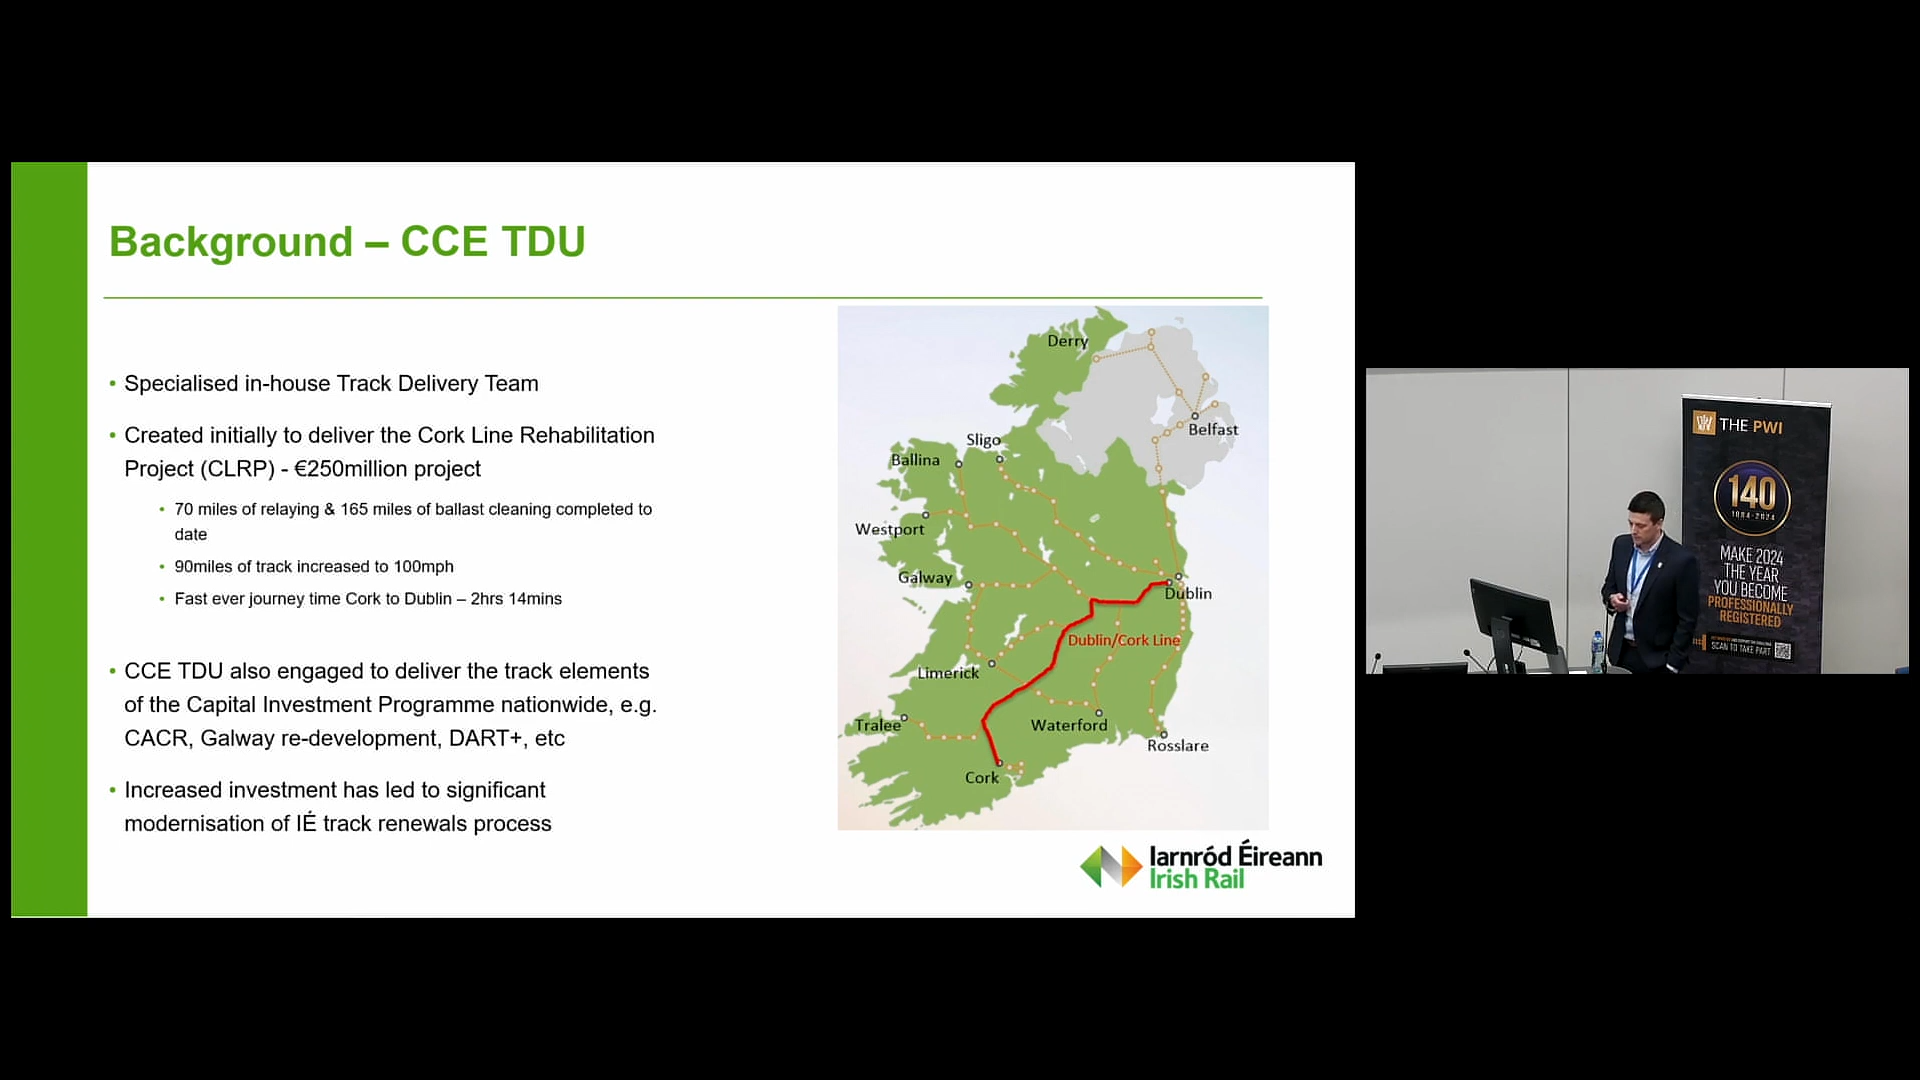 Background – CCE TDU
• Specialised in-house Track Delivery Team
• Created initially to deliver the Cork Line Rehabilitation
Project (CLRP) - €250million project
• 70 miles of relaying & 165 miles of ballast cleaning completed to
date
• 90miles of track increased to 100mph
• Fast ever journey time Cork to Dublin – 2hrs 14mins
• CCE TDU also engaged to deliver the track elements
of the Capital Investment Programme nationwide, e.g.
CACR, Galway re-development, DART+, etc
• Increased investment has led to significant
modernisation of IÉ track renewals process
Derry
Belfast
Sligo
Ballina
Westport
Galway
Dublin
Dublin/Cork Line
Limerick
Tralee
Waterford
Rosslare
Cork
Iarnród Éireann
Irish Rail
THE PWI
140
1884-2024
MAKE 2024
THE YEAR
YOU BECOME
PROFESSIONALLY
REGISTERED
SCAN TO TAKE PART